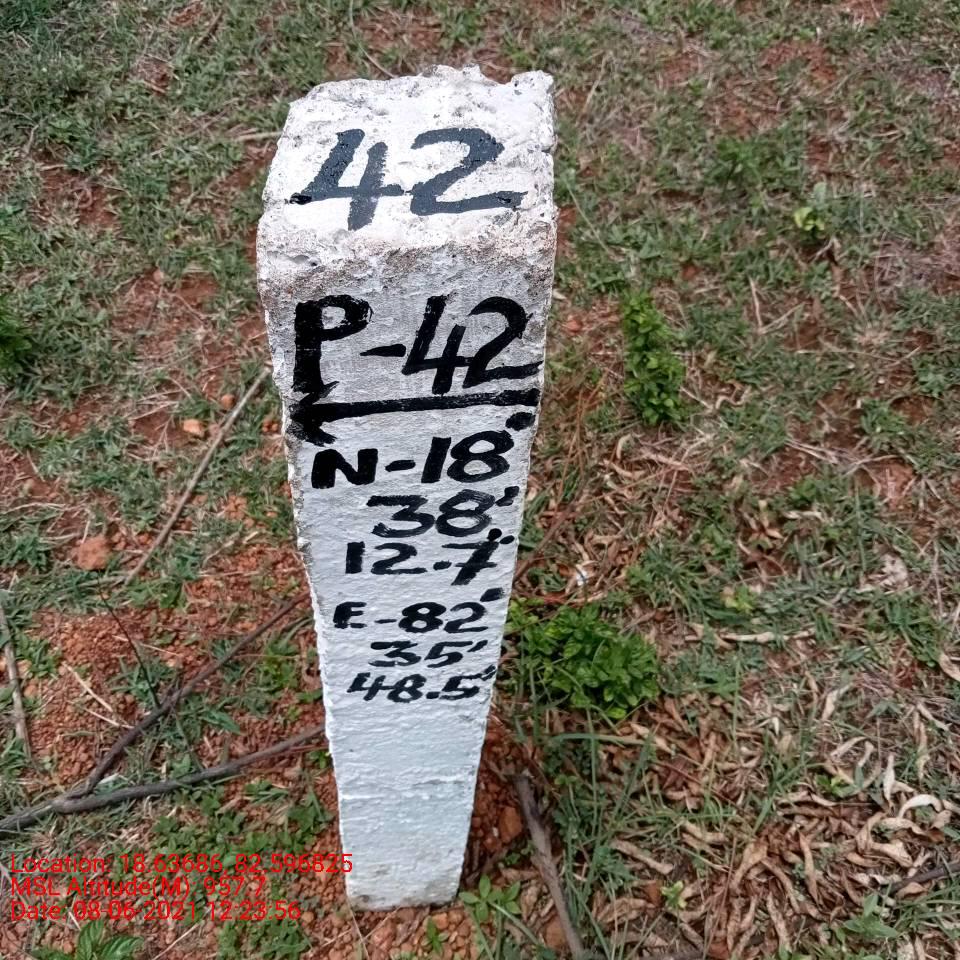 42
P-42
N-18°
38'
12.7"
E-82°
35'
48.5"
Location: 18.63686, 82.596825
MSL Altitude(M) 957.7
Date: 08-06-2021 12:23:56